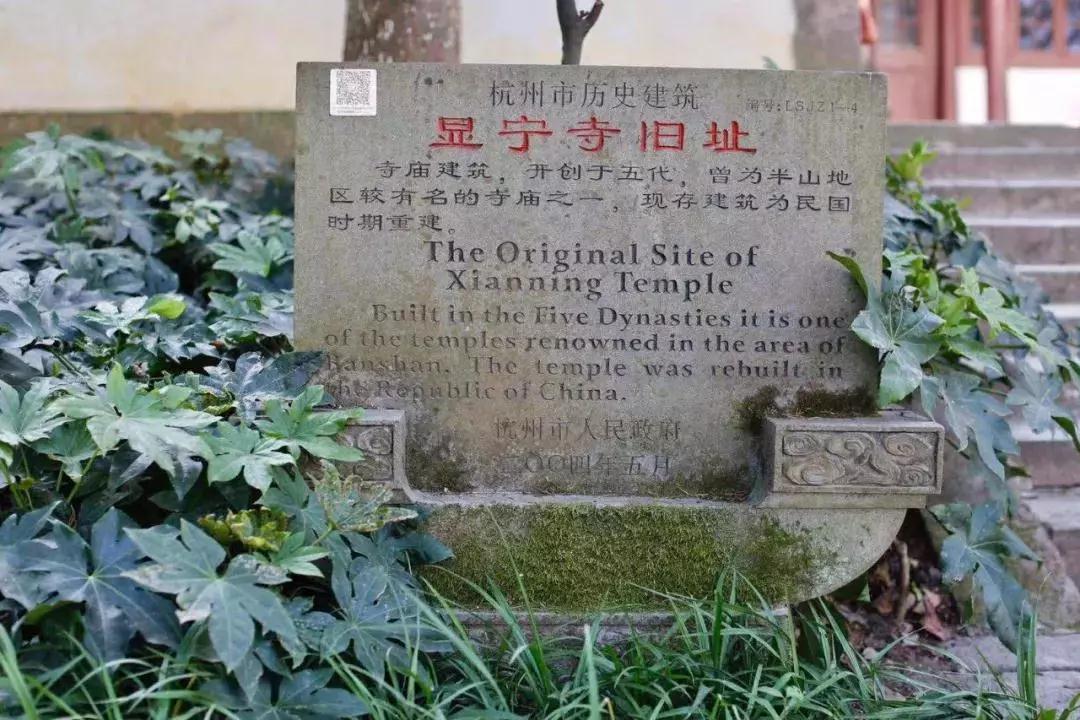 杭州市历史建筑 编号:LSJZ1-4
显宁寺旧址
寺庙建筑，开创于五代，曾为半山地
区较有名的寺庙之一，现存建筑为民国
时期重建。
The Original Site of
Xianning Temple
Built in the Five Dynasties it is one
of the temples renowned in the area of
Banshan. The temple was rebuilt in
the Republic of China.
杭州市人民政府
二〇〇四年五月